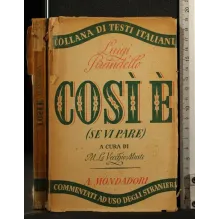 COLLANA DI TESTI ITALIANI
Luigi
Pirandello
COSÌ È
(SE VI PARE)
A CURA DI
A. MONDADORI
COMMENTATI AD USO DEGLI STRANIERI